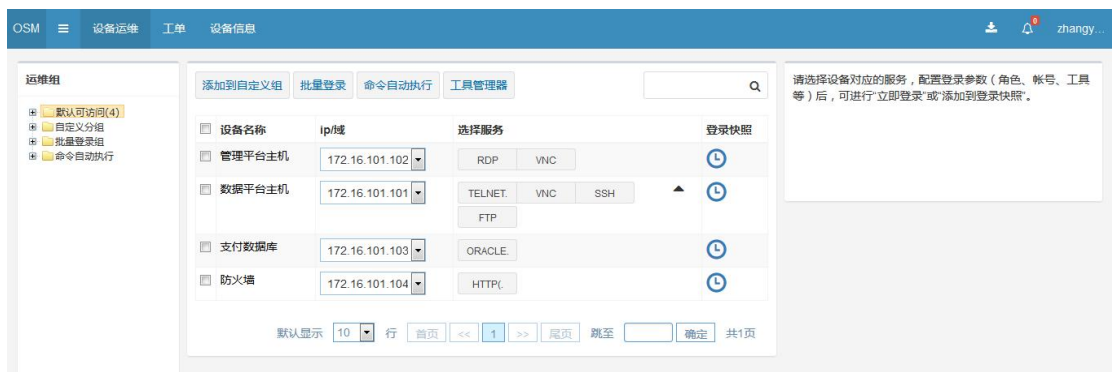 OSM 设备运维 工单 设备信息 0 zhangy...
运维组
默认可访问(4)
自定义分组
批量登录组
命令自动执行
添加到自定义组 批量登录 命令自动执行 工具管理器
设备名称 ip/域 选择服务 登录快照
管理平台主机 172.16.101.102 RDP VNC
数据平台主机 172.16.101.101 TELNET. VNC SSH
FTP
支付数据库 172.16.101.103 ORACLE.
防火墙 172.16.101.104 HTTP(.
默认显示 10 行 首页 << 1 >> 尾页 跳至 确定 共1页
请选择设备对应的服务，配置登录参数（角色、帐号、工具
等）后，可进行“立即登录”或“添加到登录快照”。